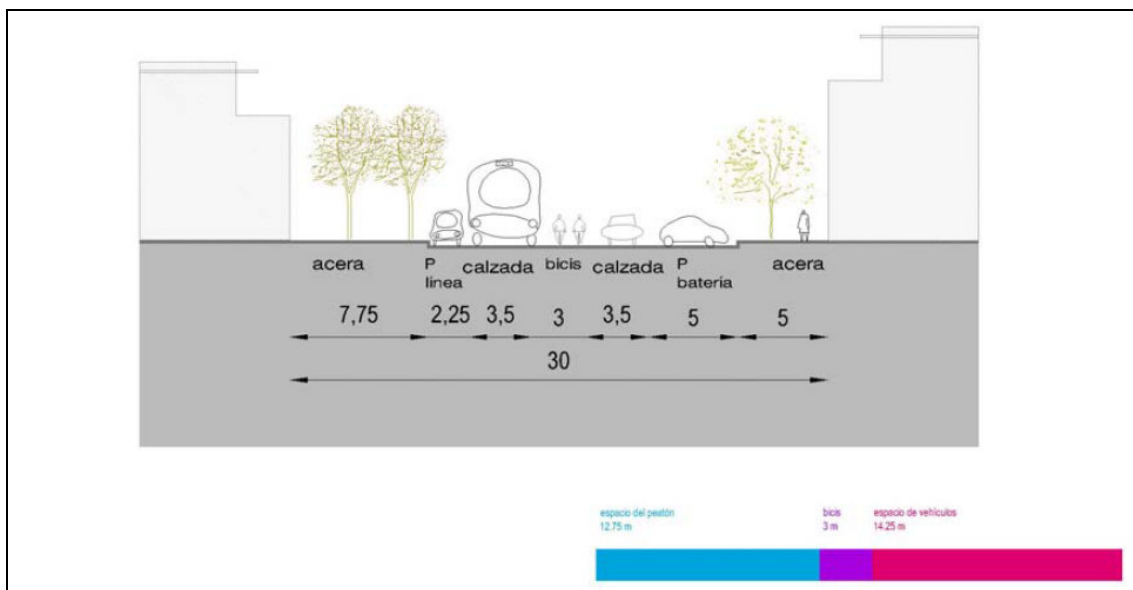 acera P línea calzada bicis calzada P batería acera
7,75 2,25 3,5 3 3,5 5 5
30
espacio del peatón bicis espacio de vehículos
12.75 m 3 m 14.25 m